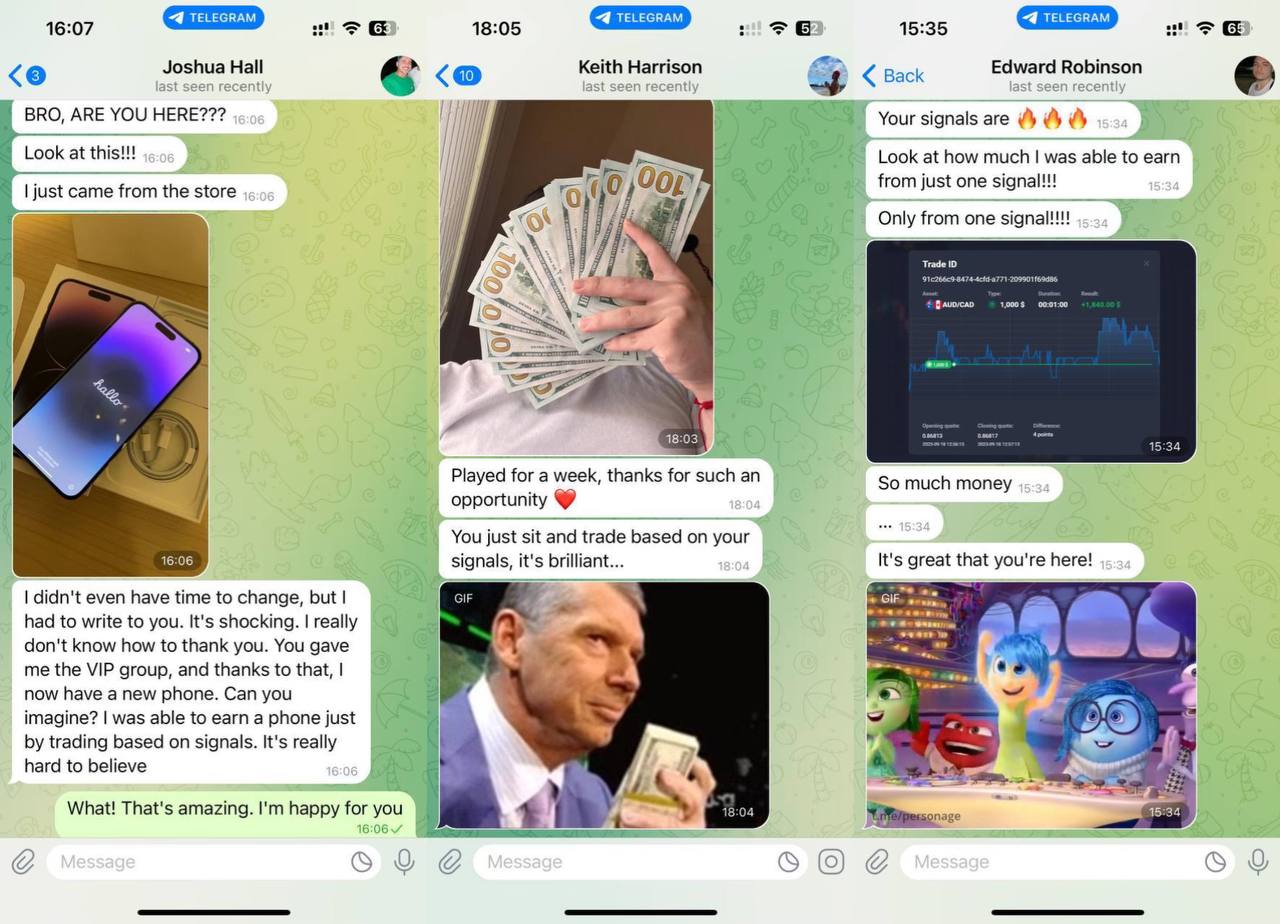 16:07
TELEGRAM
63
3
Joshua Hall
last seen recently
BRO, ARE YOU HERE??? 16:06
Look at this!!! 16:06
I just came from the store 16:06
hallo
16:06
I didn't even have time to change, but I
had to write to you. It's shocking. I really
don't know how to thank you. You gave
me the VIP group, and thanks to that, I
now have a new phone. Can you
imagine? I was able to earn a phone just
by trading based on signals. It's really
hard to believe 16:06
What! That's amazing. I'm happy for you
16:06
Message
18:05
TELEGRAM
52
10
Keith Harrison
last seen recently
100
100
18:03
Played for a week, thanks for such an
opportunity ❤️ 18:04
You just sit and trade based on your
signals, it's brilliant... 18:04
GIF
18:04
Message
15:35
TELEGRAM
65
Back
Edward Robinson
last seen recently
Your signals are 🔥🔥🔥 15:34
Look at how much I was able to earn
from just one signal!!! 15:34
Only from one signal!!!! 15:34
Trade ID
91c266c9-8474-4cfd-a771-209901f69d86
Asset: Type: Duration: Result:
AUD/CAD 1,000 $ 00:01:00 +1,840.00 $
Opening quote: Closing quote: Difference:
0.86813 0.86817 4 points
15:34
So much money 15:34
... 15:34
It's great that you're here! 15:34
GIF
t.me/personage
15:34
Message